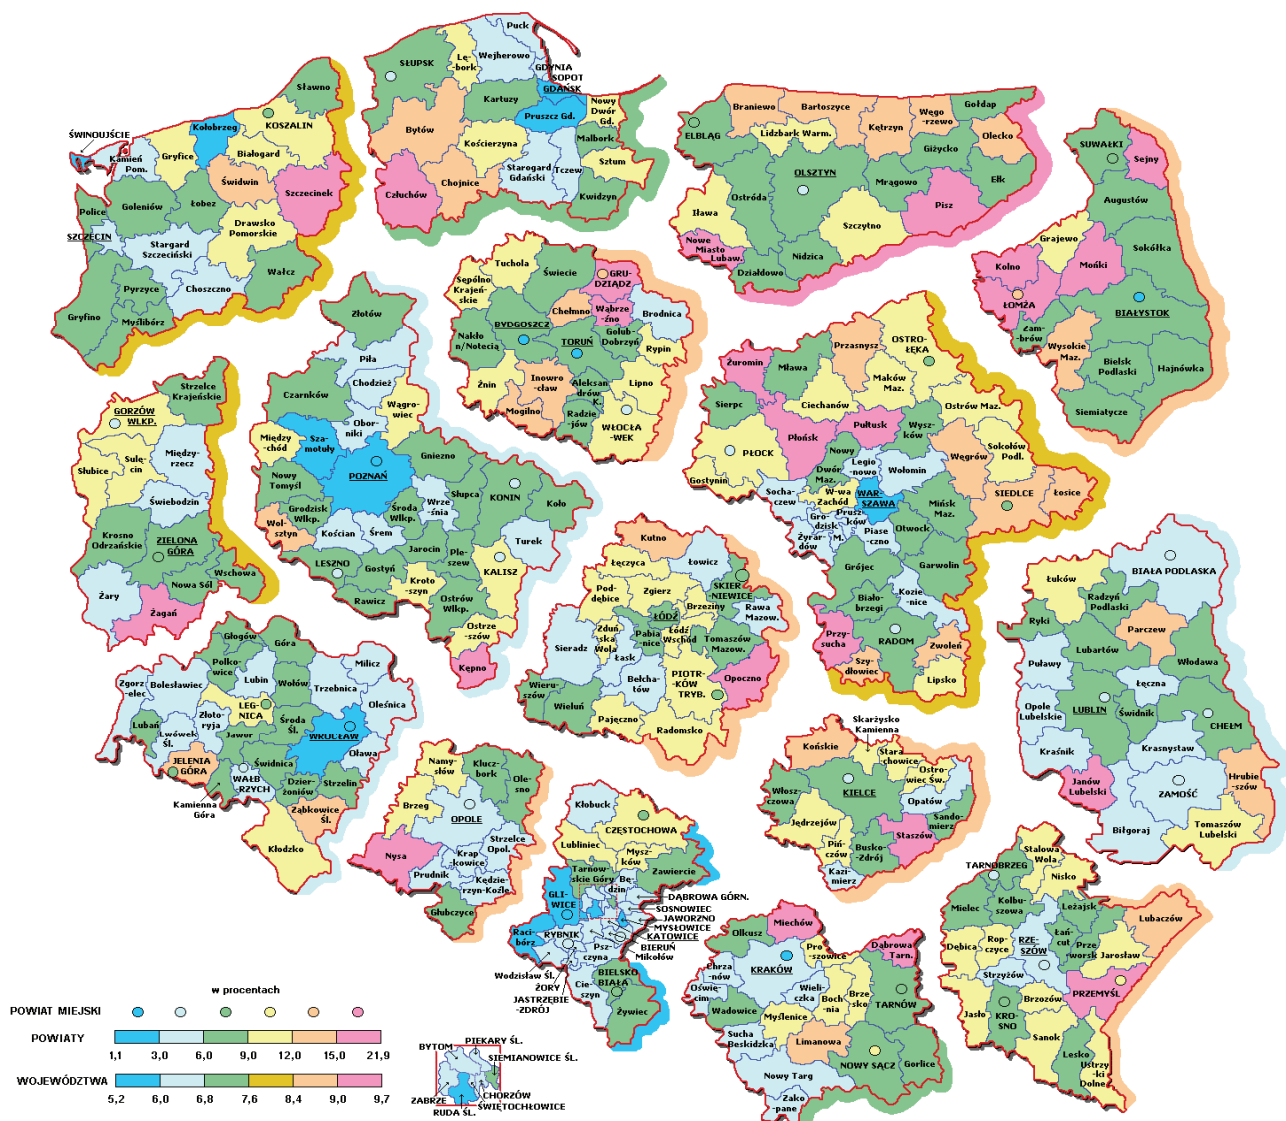 Puck
Wejherowo
Lę-
bork
SŁUPSK
GDYNIA
SOPOT
GDAŃSK
Kartuzy
Pruszcz Gd.
Nowy
Dwór
Gd.
Malbork
Bytów
Kościerzyna
Starogard
Gdański
Tczew
Sztum
Człuchów
Chojnice
Kwidzyn
Sławno
ŚWINOUJŚCIE
Kołobrzeg
KOSZALIN
Kamień
Pom.
Gryfice
Białogard
Świdwin
Szczecinek
Police
Goleniów
Łobez
Drawsko
Pomorskie
SZCZECIN
Stargard
Szczeciński
Wałcz
Choszczno
Pyrzyce
Gryfino
Myślibórz
Braniewo
Bartoszyce
Węgo
-rzewo
Gołdap
ELBLĄG
Lidzbark Warm.
Kętrzyn
Olecko
Giżycko
OLSZTYN
Mrągowo
Ełk
Ostróda
Pisz
Iława
Szczytno
Nowe
Miasto
Lubaw.
Nidzica
Działdowo
SUWAŁKI
Sejny
Augustów
Grajewo
Sokółka
Kolno
Mońki
ŁOMŻA
BIAŁYSTOK
Zam-
brów
Wysokie
Maz.
Bielsk
Podlaski
Hajnówka
Siemiatycze
Tuchola
Sępólno
Krajeń-
skie
Świecie
GRU-
DZIĄDZ
Chełmno
Wąbrze-
źno
Brodnica
BYDGOSZCZ
Nakło
n/Notecią
TORUŃ
Golub-
Dobrzyń
Rypin
Żnin
Inowro-
cław
Aleksan-
drów
K.
Lipno
Mogilno
Radzie-
jów
WŁOCŁA-
WEK
Złotów
Piła
Chodzież
Czarnków
Wągro-
wiec
Obor-
niki
Między-
chód
Sza-
motuły
Gniezno
POZNAŃ
Nowy
Tomyśl
Słupca
KONIN
Koło
Wrze-
śnia
Grodzisk
Wlkp.
Środa
Wlkp.
Wol-
sztyn
Kościan
Śrem
Turek
Jarocin
Ple-
szew
LESZNO
Gostyń
KALISZ
Kroto-
szyn
Rawicz
Ostrów
Wlkp.
Ostrze-
szów
Kępno
Strzelce
Krajeńskie
GORZÓW
WLKP.
Słubice
Sulę-
cin
Między-
rzecz
Świebodzin
Krosno
Odrzańskie
ZIELONA
GÓRA
Nowa Sól
Wschowa
Żary
Żagań
OSTRO-
ŁĘKA
Przasnysz
Żuromin
Mława
Maków
Maz.
Ciechanów
Ostrów Maz.
Sierpc
Płońsk
Pułtusk
Wysz-
ków
Sokołów
Podl.
PŁOCK
Węgrów
Nowy
Dwór
Maz.
Legio
-nowo
Wołomin
Gostynin
Socha-
czew
W-wa
Zachód
WAR-
SZAWA
SIEDLCE
Łosice
Mińsk
Maz.
Gro-
dzisk
M.
Prusz-
ków
Piase-
czno
Otwock
Żyrar-
dów
Grójec
Garwolin
Biało-
brzegi
Kozie-
nice
Przy-
sucha
RADOM
Zwoleń
Szy-
dłowiec
Lipsko
Kutno
Łęczyca
Łowicz
SKIER
NIEWICE
Pod-
dębice
Zgierz
Brzeziny
ŁÓDŹ
Rawa
Mazow.
Zduń-
ska
Wola
Pabia-
nice
Łódź
Wschód
Tomaszów
Mazow.
Sieradz
Łask
PIOTR-
KÓW
TRYB.
Opoczno
Bełcha-
tów
Wieru-
szów
Wieluń
Pajęczno
Radomsko
BIAŁA PODLASKA
Łuków
Radzyń
Podlaski
Ryki
Parczew
Lubartów
Włodawa
Puławy
Łęczna
Opole
Lubelskie
LUBLIN
Świdnik
CHEŁM
Kraśnik
Krasnystaw
Janów
Lubelski
ZAMOŚĆ
Hrubie-
szów
Biłgoraj
Tomaszów
Lubelski
Głogów
Góra
Polko-
wice
Lubin
Wołów
Milicz
Zgorz-
-elec
Bolesławiec
Trzebnica
Oleśnica
LEG-
NICA
Złoto-
ryja
Środa
Śl.
Lubań
Lwówek
Śl.
Jawor
WROCŁAW
Oława
JELENIA
GÓRA
Świdnica
WAŁB
RZYCH
Dzier-
żoniów
Strzelin
Kamienna
Góra
Ząbkowice
Śl.
Kłodzko
Namy-
słów
Klucz-
bork
Ole-
sno
Brzeg
OPOLE
Strzelce
Opol.
Nysa
Krap
-kowice
Prudnik
Kędzie-
rzyn-Koźle
Głubczyce
Skarżysko
Kamienna
Końskie
Stara
chowice
Ostro-
wiec Św.
Włosz-
czowa
KIELCE
Opatów
Jędrzejów
Sando-
mierz
Staszów
Piń-
czów
Busko-
Zdrój
Kazi-
mierz
Kłobuck
CZĘSTOCHOWA
Lubliniec
Mysz-
ków
Zawiercie
Tarnow
skie Góry
Bę-
dzin
GLI-
WICE
DĄBROWA GÓRN.
SOSNOWIEC
JAWORZNO
MYSŁOWICE
KATOWICE
BIERUŃ
Mikołów
Raci-
bórz
RYBNIK
Psz-
czyna
Wodzisław Śl.
ŻORY
JASTRZĘBIE
-ZDRÓJ
Cie-
szyn
BIELSKO
BIAŁA
Żywiec
Miechów
Olkusz
Pro-
szowice
Dąbrowa
Tarn.
Chrza
-nów
KRAKÓW
Oświę-
cim
Wieli-
czka
Boch
-nia
Brze-
sko
TARNÓW
Wadowice
Myślenice
Sucha
Beskidzka
Limanowa
NOWY SĄCZ
Gorlice
Nowy Targ
Zako
-pane
TARNOBRZEG
Stalowa
Wola
Nisko
Mielec
Kolbu-
szowa
Leżajsk
Lubaczów
Dębica
Rop-
czyce
RZE-
SZÓW
Łań-
cut
Prze-
worsk
Jarosław
Strzyżów
PRZEMYŚL
Brzozów
Jasło
KRO-
SNO
Sanok
Lesko
Ustrzy
-ki
Dolne
w procentach
POWIAT MIEJSKI
POWIATY
1,1 3,0 6,0 9,0 12,0 15,0 21,9
WOJEWÓDZTWA
5,2 6,0 6,8 7,6 8,4 9,0 9,7
PIEKARY ŚL.
BYTOM
SIEMIANOWICE ŚL.
CHORZÓW
ZABRZE
ŚWIĘTOCHŁOWICE
RUDA ŚL.